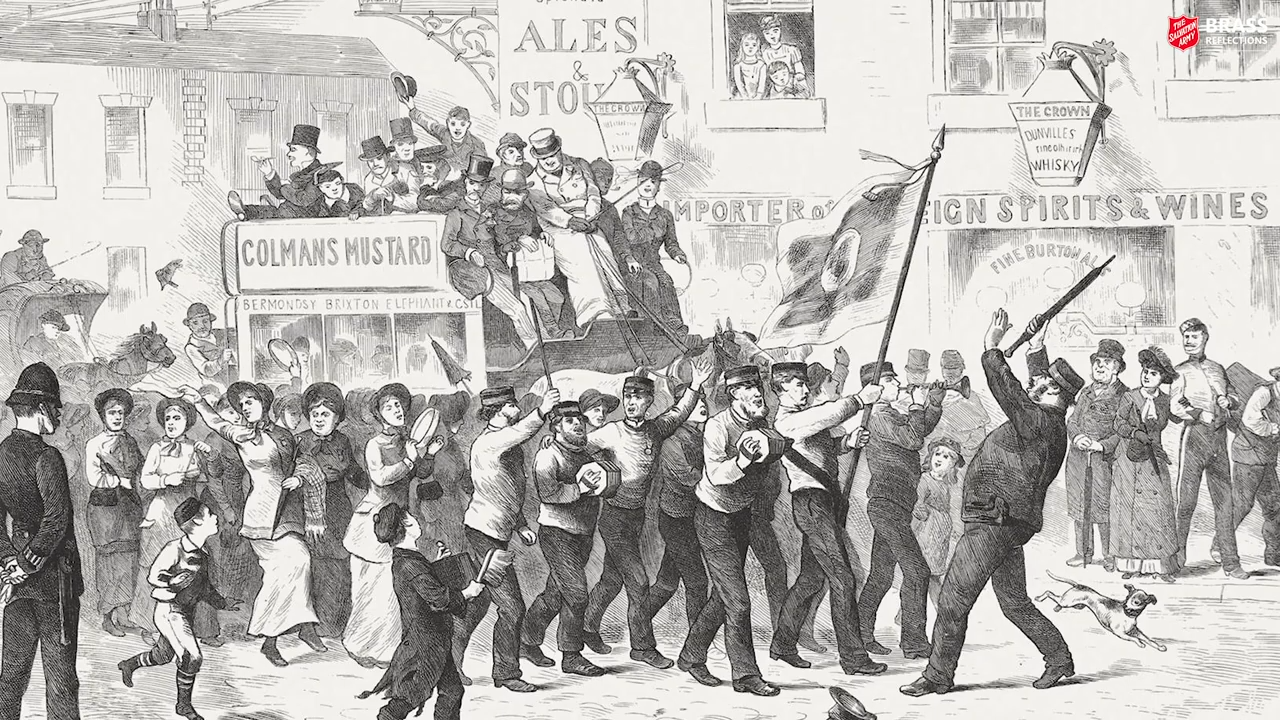 ALES
&
STOU
THE CROWN
THE CROWN
DUNVILLES
WHISKY
IMPORTER of
EIGN SPIRITS & WINES
FINE BURTON AL
COLMANS MUSTARD
BERMONDSY BRIXTON ELEPHANT & CSTL
THE SALVATION ARMY
BRASS
REFLECTIONS